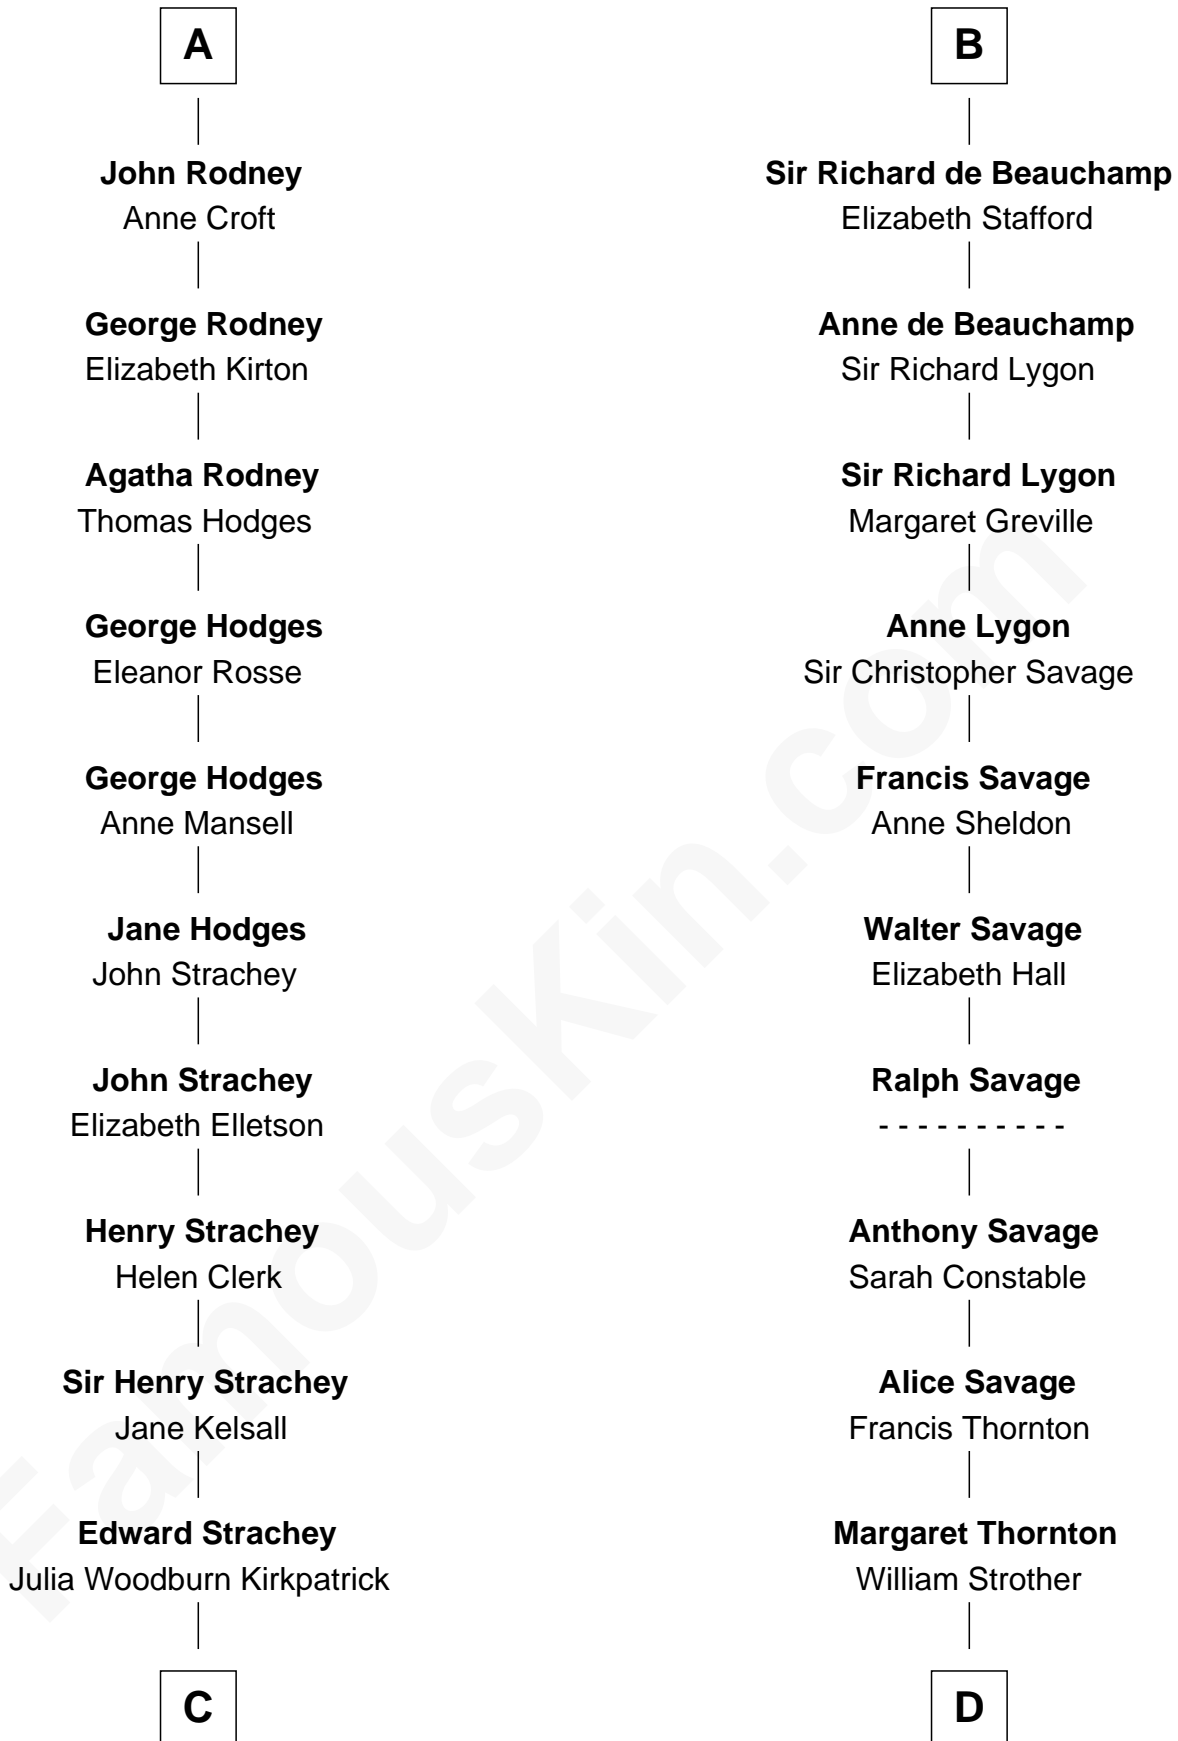 A
John Rodney
Anne Croft
George Rodney
Elizabeth Kirton
Agatha Rodney
Thomas Hodges
George Hodges
Eleanor Rosse
George Hodges
Anne Mansell
Jane Hodges
John Strachey
John Strachey
Elizabeth Elletson
Henry Strachey
Helen Clerk
Sir Henry Strachey
Jane Kelsall
Edward Strachey
Julia Woodburn Kirkpatrick
C
B
Sir Richard de Beauchamp
Elizabeth Stafford
Anne de Beauchamp
Sir Richard Lygon
Sir Richard Lygon
Margaret Greville
Anne Lygon
Sir Christopher Savage
Francis Savage
Anne Sheldon
Walter Savage
Elizabeth Hall
Ralph Savage
- - - - - - - - - -
Anthony Savage
Sarah Constable
Alice Savage
Francis Thornton
Margaret Thornton
William Strother
D
FamousKin.com